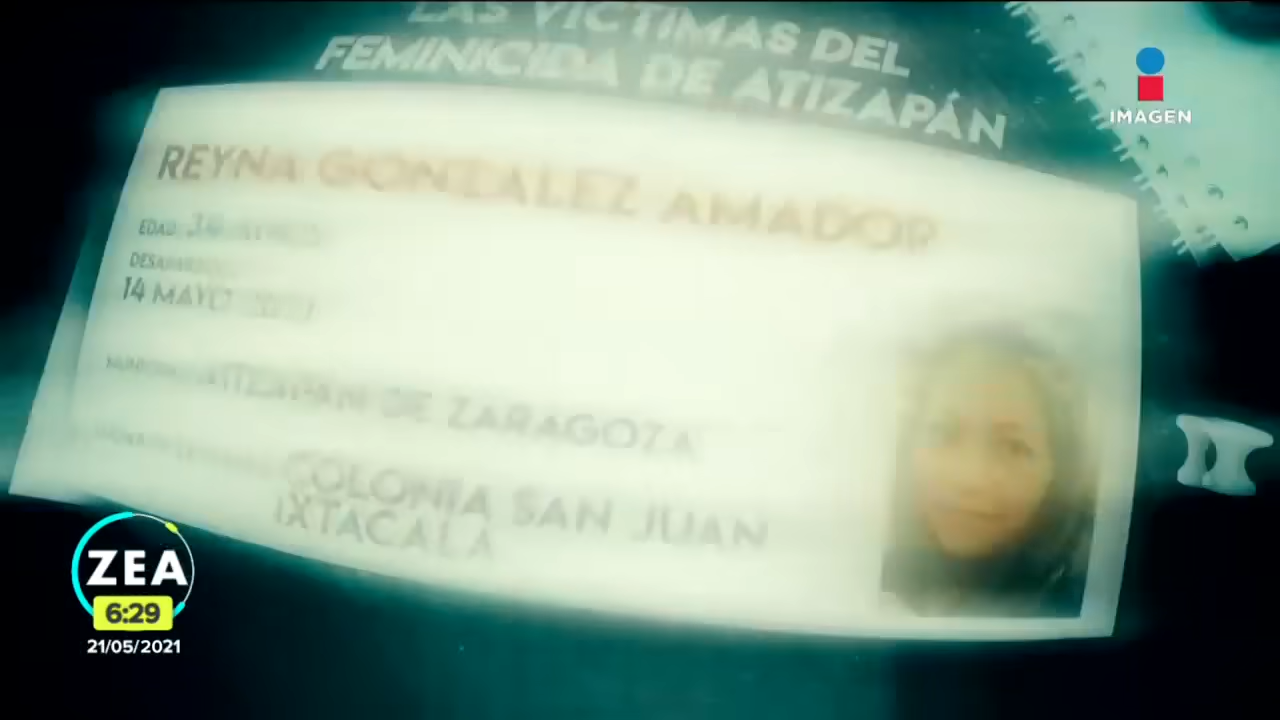 LAS VÍCTIMAS DEL
FEMINICIDA DE ATIZAPÁN
IMAGEN
REYNA GONZÁLEZ AMADOR
EDAD:
14 MAYO
DE ZARAGOZA
COLONIA SAN JUAN
IXTACALA
ZEA
6:29
21/05/2021